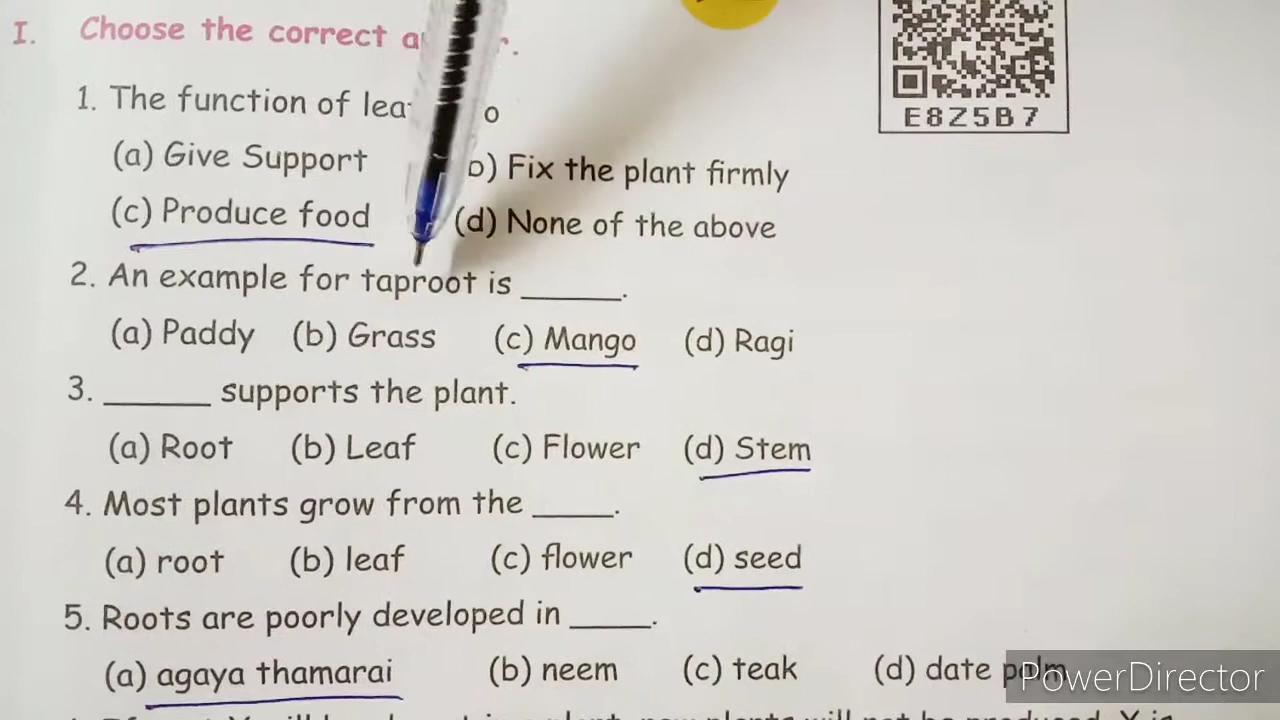 I. Choose the correct
E8Z5B7
1. The function of
(a) Give Support (b) Fix the plant firmly
(c) Produce food (d) None of the above
2. An example for taproot is ______.
(a) Paddy (b) Grass (c) Mango (d) Ragi
3. ______ supports the plant.
(a) Root (b) Leaf (c) Flower (d) Stem
4. Most plants grow from the _____.
(a) root (b) leaf (c) flower (d) seed
5. Roots are poorly developed in _____.
(a) agaya thamarai (b) neem (c) teak (d) date palm
PowerDirector